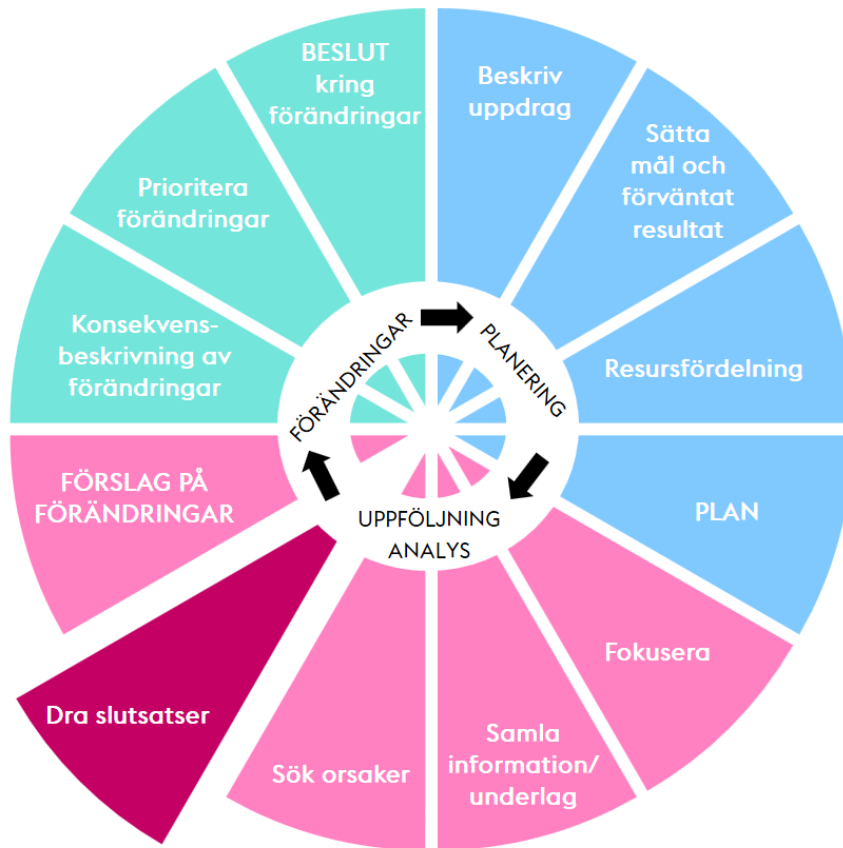 BESLUT
kring
förändringar
Beskriv
uppdrag
Sätta
mål och
förväntat
resultat
Resursfördelning
PLAN
Fokusera
Samla
information/
underlag
Sök orsaker
Dra slutsatser
FÖRSLAG PÅ
FÖRÄNDRINGAR
Konsekvens-
beskrivning av
förändringar
Prioritera
förändringar
FÖRÄNDRINGAR
PLANERING
UPPFÖLJNING
ANALYS